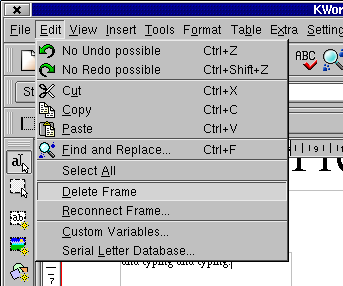 KWor
File Edit View Insert Tools Format Table Extra Settings
No Undo possible Ctrl+Z
No Redo possible Ctrl+Shift+Z
ABC
St
Cut Ctrl+X
Copy Ctrl+C
Paste Ctrl+V
Find and Replace... Ctrl+F
Select All
Delete Frame
Reconnect Frame...
Custom Variables...
Serial Letter Database...
and typing and typing